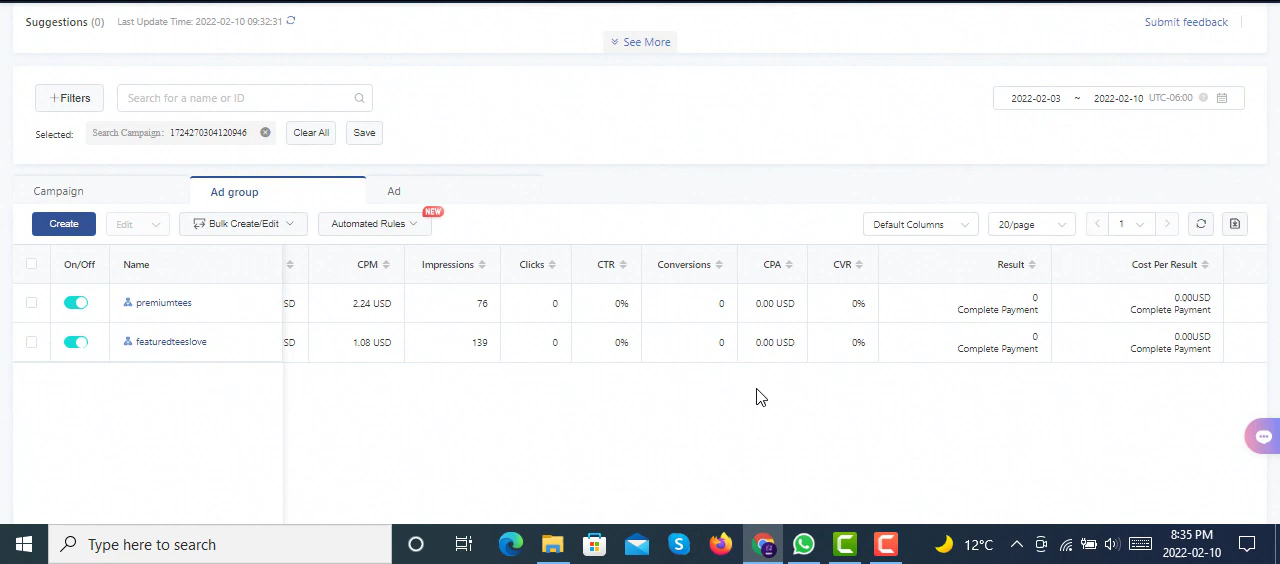 Suggestions (0) Last Update Time: 2022-02-10 09:32:31 Submit feedback
See More
+Filters Search for a name or ID 2022-02-03 ~ 2022-02-10 UTC-06:00
Selected: Search Campaign: 1724270304120946 Clear All Save
Campaign Ad group Ad
Create Edit Bulk Create/Edit Automated Rules NEW Default Columns 20/page 1
On/Off Name CPM Impressions Clicks CTR Conversions CPA CVR Result Cost Per Result
premiumtees SD 2.24 USD 76 0 0% 0 0.00 USD 0% 0 0.00USD
Complete Payment Complete Payment
featuredteeslove SD 1.08 USD 139 0 0% 0 0.00 USD 0% 0 0.00USD
Complete Payment Complete Payment
Type here to search 12°C 8:35 PM
2022-02-10